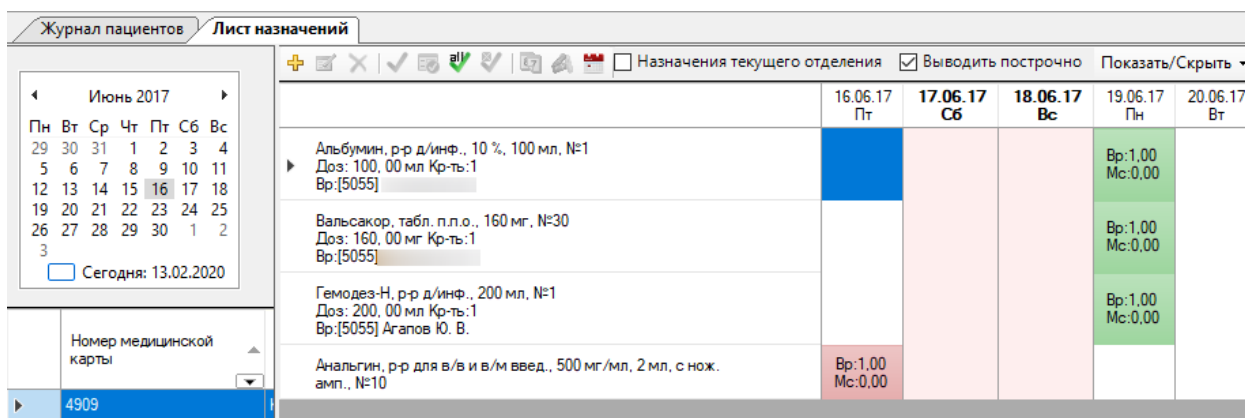 Журнал пациентов
Лист назначений
all
Назначения текущего отделения
Выводить построчно
Показать/Скрыть
Июнь 2017
Пн Вт Ср Чт Пт Сб Вс
29 30 31 1 2 3 4
5 6 7 8 9 10 11
12 13 14 15 16 17 18
19 20 21 22 23 24 25
26 27 28 29 30 1 2
3
Сегодня: 13.02.2020
Номер медицинской
карты
4909
16.06.17 17.06.17 18.06.17 19.06.17 20.06.17
Пт Сб Вс Пн Вт
Альбумин, р-р д/инф., 10 %, 100 мл, №1
Доз: 100, 00 мл Кр-ть:1
Вр:[5055]
Вр:1,00
Мс:0,00
Вальсакор, табл. п.п.о., 160 мг, №30
Доз: 160, 00 мг Кр-ть:1
Вр:[5055]
Вр:1,00
Мс:0,00
Гемодез-Н, р-р д/инф., 200 мл, №1
Доз: 200, 00 мл Кр-ть:1
Вр:[5055] Агапов Ю. В.
Вр:1,00
Мс:0,00
Анальгин, р-р для в/в и в/м введ., 500 мг/мл, 2 мл, с нож.
амп., №10
Вр:1,00
Мс:0,00